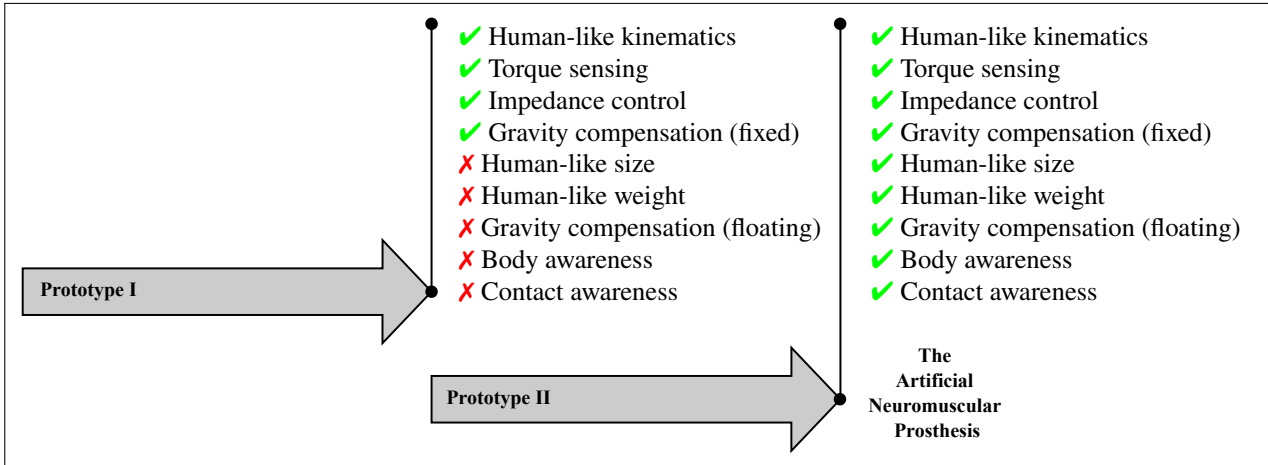 ✔ Human-like kinematics
✔ Torque sensing
✔ Impedance control
✔ Gravity compensation (fixed)
✗ Human-like size
✗ Human-like weight
✗ Gravity compensation (floating)
✗ Body awareness
✗ Contact awareness
Prototype I
✔ Human-like kinematics
✔ Torque sensing
✔ Impedance control
✔ Gravity compensation (fixed)
✔ Human-like size
✔ Human-like weight
✔ Gravity compensation (floating)
✔ Body awareness
✔ Contact awareness
Prototype II
The
Artificial
Neuromuscular
Prosthesis